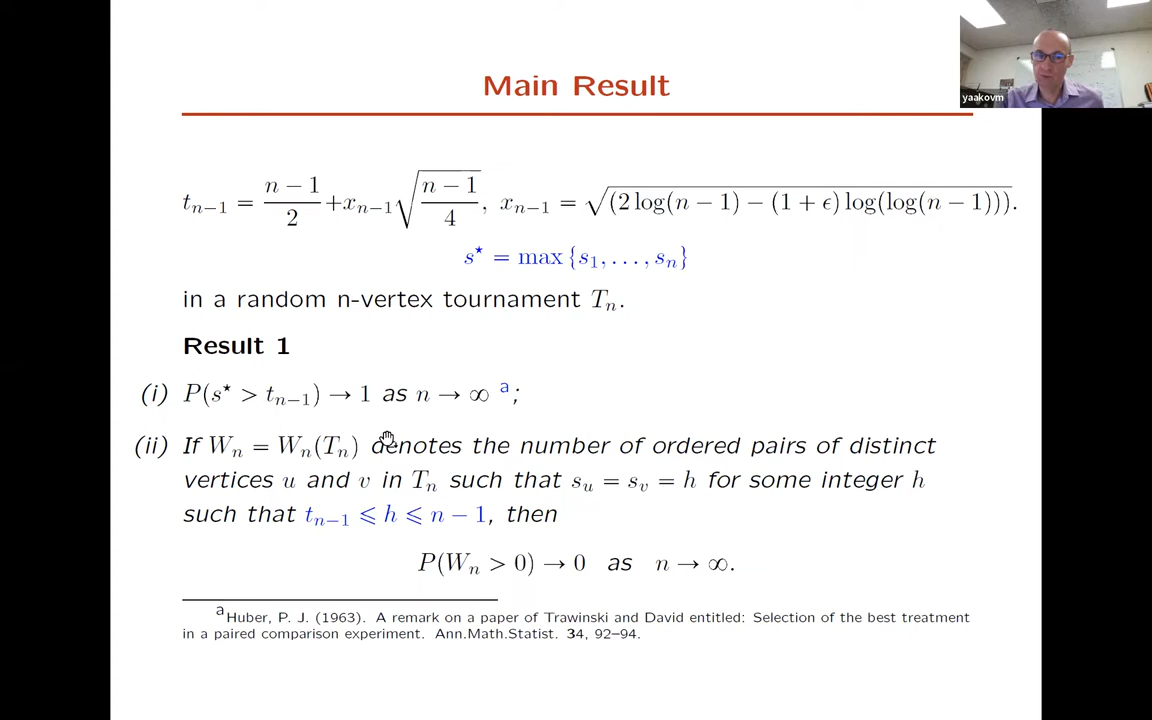 Main Result
yaakovm
t_{n−1} = \frac{n − 1}{2} + x_{n−1} \sqrt{\frac{n − 1}{4}}, x_{n−1} = \sqrt{(2 log(n − 1) − (1 + ϵ) log(log(n − 1)))}.
s^⋆ = max {s_1, . . . , s_n}
in a random n-vertex tournament T_n.
Result 1
(i) P(s^⋆ > t_{n−1}) → 1 as n → ∞ ^a;
(ii) If W_n = W_n(T_n) denotes the number of ordered pairs of distinct
vertices u and v in T_n such that s_u = s_v = h for some integer h
such that t_{n−1} ⩽ h ⩽ n − 1, then
P(W_n > 0) → 0 as n → ∞.
^a Huber, P. J. (1963). A remark on a paper of Trawinski and David entitled: Selection of the best treatment
in a paired comparison experiment. Ann.Math.Statist. 34, 92–94.